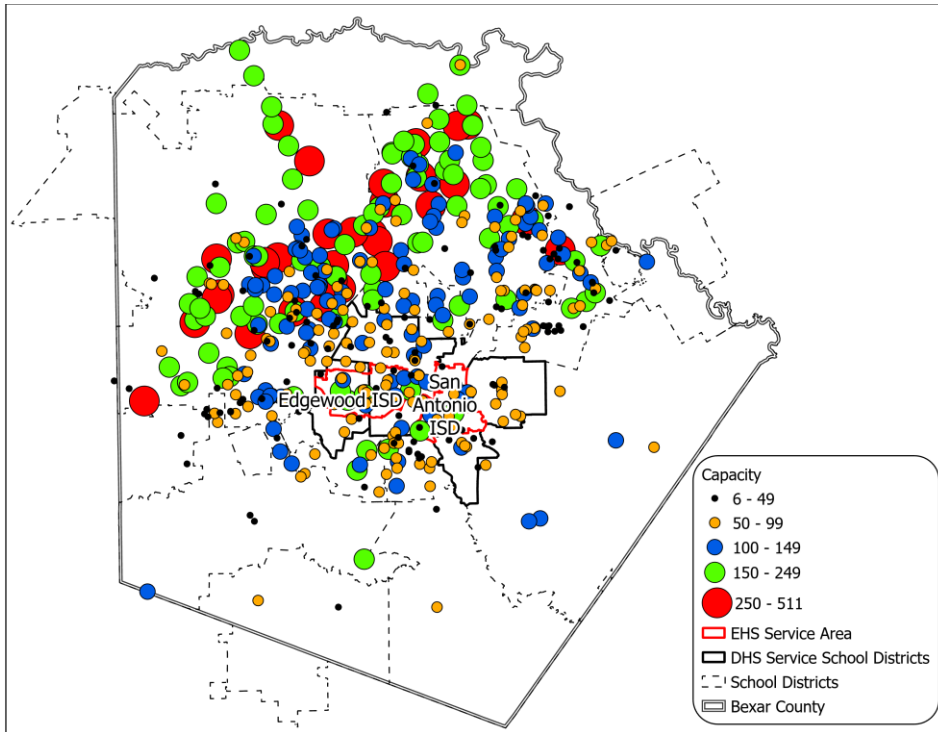 San
Edgewood ISD
Antonio
ISD
Capacity
6 - 49
50 - 99
100 - 149
150 - 249
250 - 511
EHS Service Area
DHS Service School Districts
School Districts
Bexar County